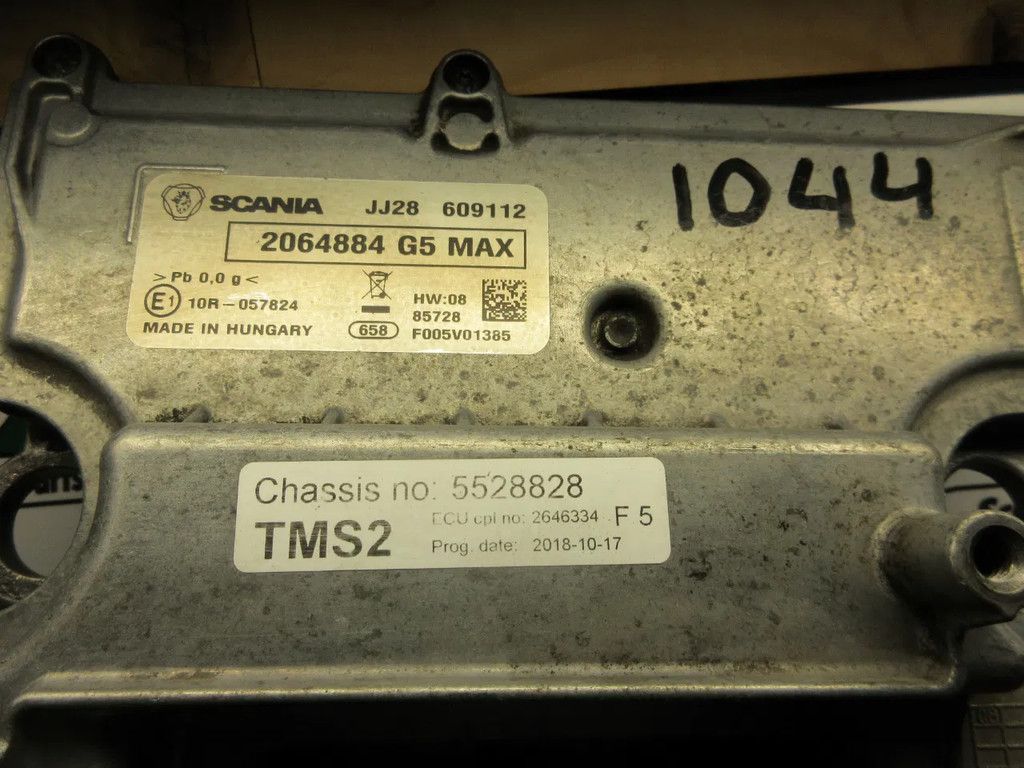 SCANIA JJ28 609112
2064884 G5 MAX
>Pb 0,0 g<
E1 10R-057824
HW:08
85728
MADE IN HUNGARY 658 F005V01385
1044
Chassis no: 5528828
TMS2
ECU cpl no: 2646334 F5
Prog. date: 2018-10-17